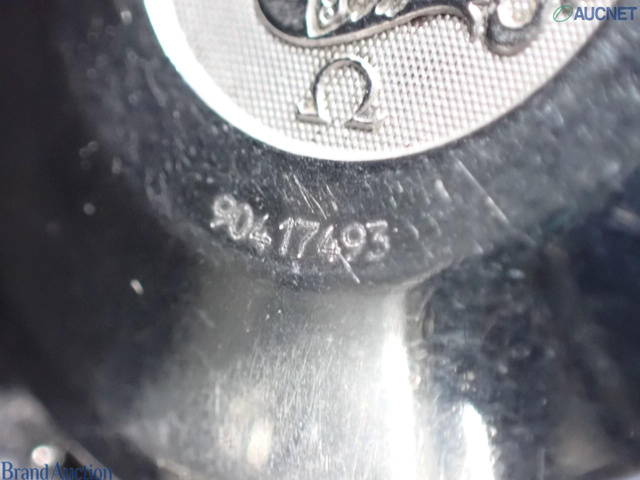 AUCNET
Ω
90417493
Brand Auction